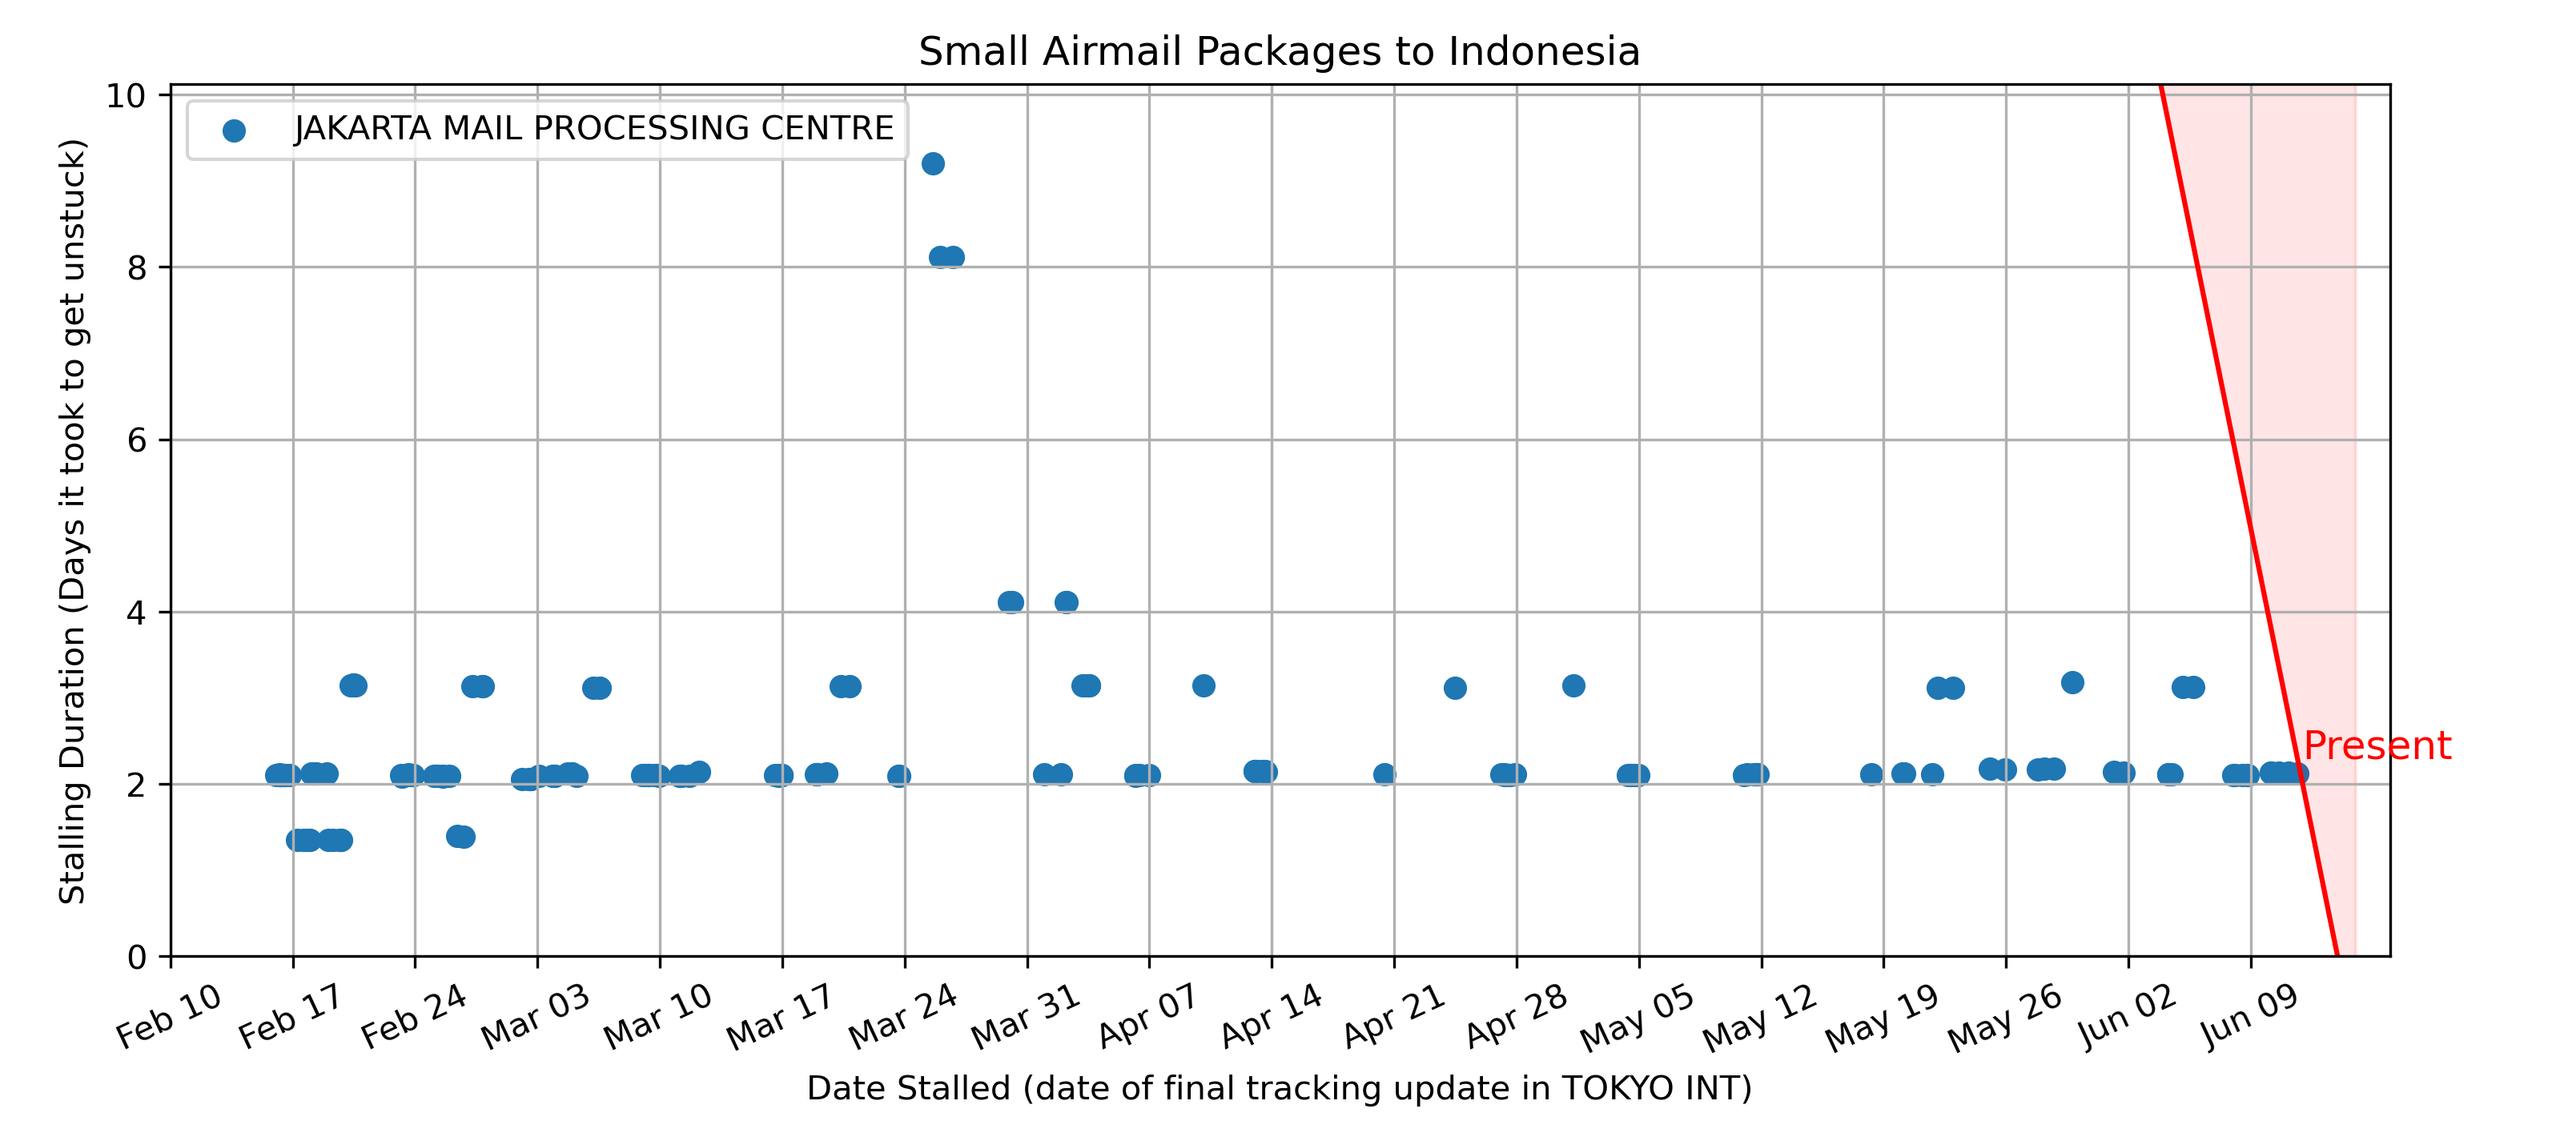 Small Airmail Packages to Indonesia
JAKARTA MAIL PROCESSING CENTRE
Stalling Duration (Days it took to get unstuck)
10
8
6
4
2
0
Present
Feb 10
Feb 17
Feb 24
Mar 03
Mar 10
Mar 17
Mar 24
Mar 31
Apr 07
Apr 14
Apr 21
Apr 28
May 05
May 12
May 19
May 26
Jun 02
Jun 09
Date Stalled (date of final tracking update in TOKYO INT)